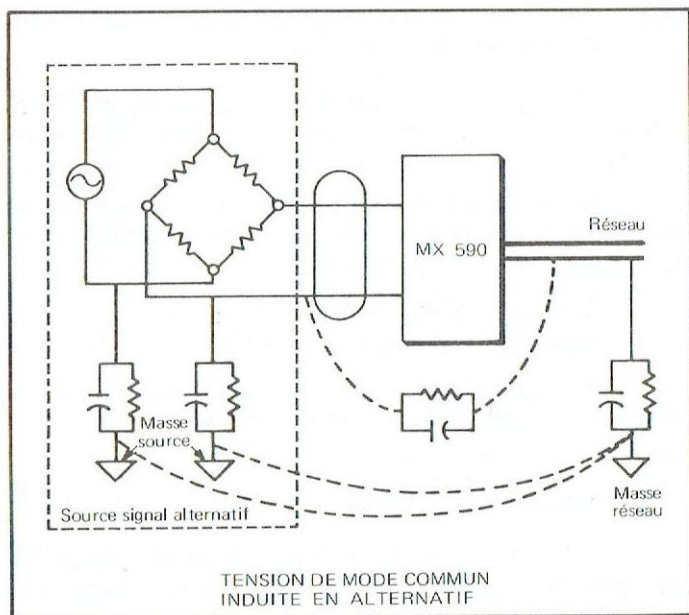 Réseau
MX 590
Masse
source
Source signal alternatif
Masse
réseau
TENSION DE MODE COMMUN
INDUITE EN ALTERNATIF